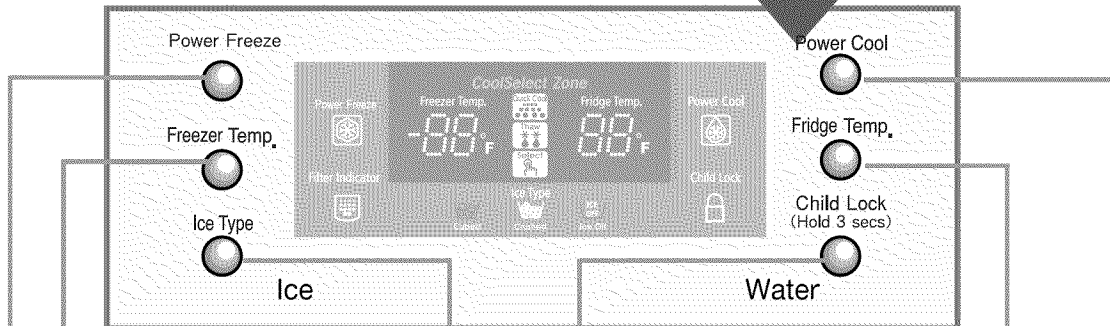 Power Freeze
Freezer Temp.
Ice Type
Ice
CoolSelect Zone
Power Freeze
Freezer Temp.
-88°F
Quick Cool
Thaw
Select
Fridge Temp.
88°F
Power Cool
Filter Indicator
Ice Type
Cubed
Crushed
Ice Off
Child Lock
Power Cool
Fridge Temp.
Child Lock
(Hold 3 secs)
Water